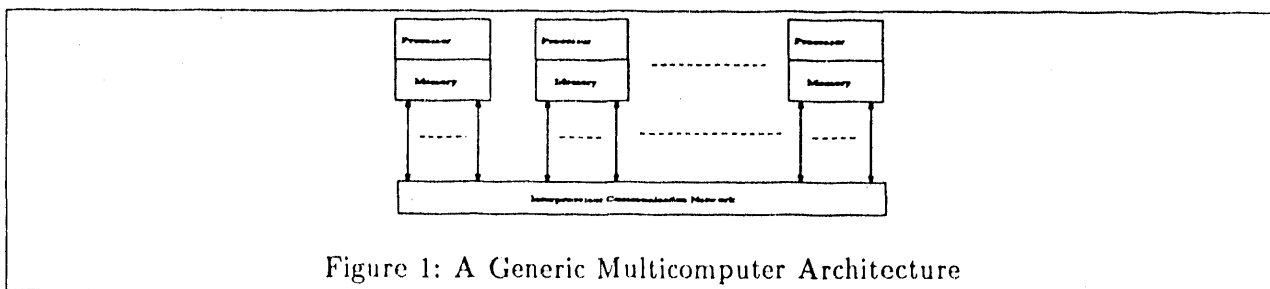 Processor Processor Processor
Memory Memory Memory
Interprocessor Communication Network
Figure 1: A Generic Multicomputer Architecture